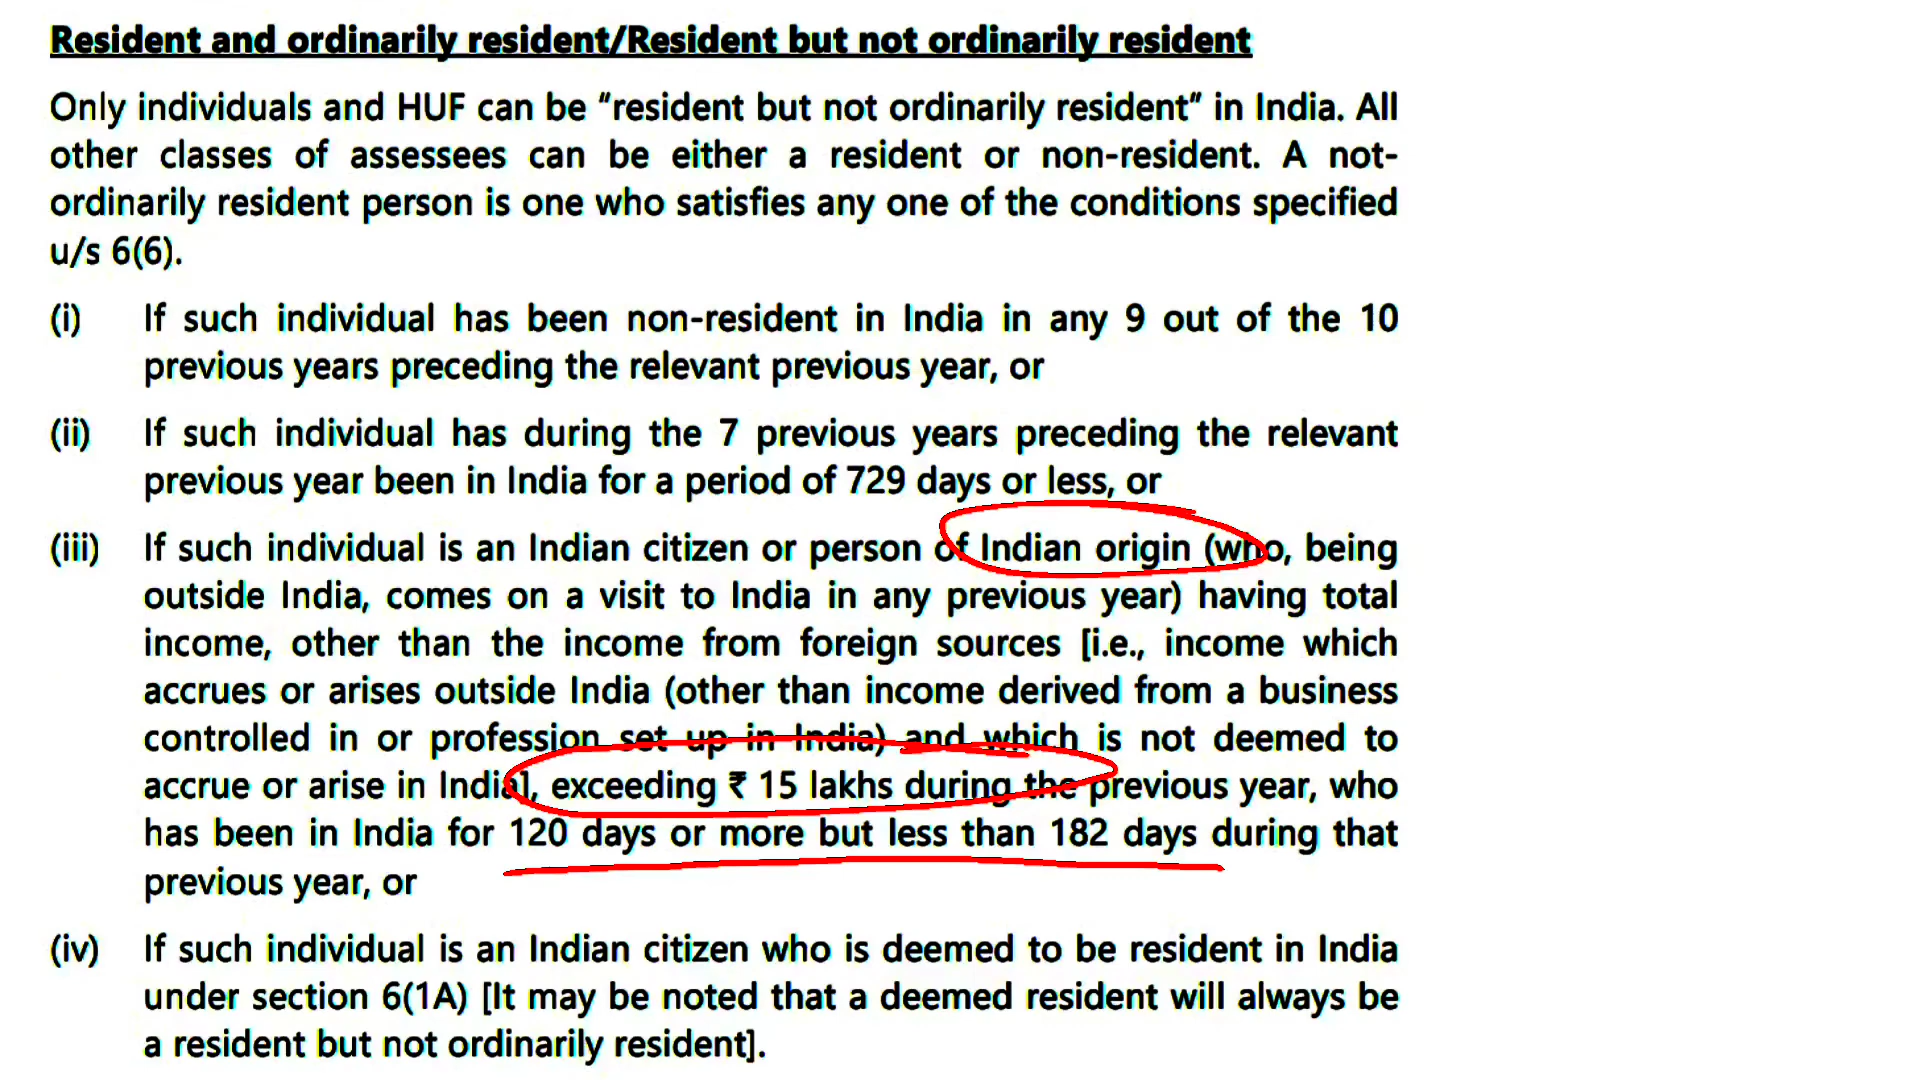 Resident and ordinarily resident/Resident but not ordinarily resident
Only individuals and HUF can be “resident but not ordinarily resident” in India. All
other classes of assessees can be either a resident or non-resident. A not-
ordinarily resident person is one who satisfies any one of the conditions specified
u/s 6(6).
(i) If such individual has been non-resident in India in any 9 out of the 10
previous years preceding the relevant previous year, or
(ii) If such individual has during the 7 previous years preceding the relevant
previous year been in India for a period of 729 days or less, or
(iii) If such individual is an Indian citizen or person of Indian origin (who, being
outside India, comes on a visit to India in any previous year) having total
income, other than the income from foreign sources [i.e., income which
accrues or arises outside India (other than income derived from a business
controlled in or profession set up in India) and which is not deemed to
accrue or arise in India], exceeding ₹ 15 lakhs during the previous year, who
has been in India for 120 days or more but less than 182 days during that
previous year, or
(iv) If such individual is an Indian citizen who is deemed to be resident in India
under section 6(1A) [It may be noted that a deemed resident will always be
a resident but not ordinarily resident].